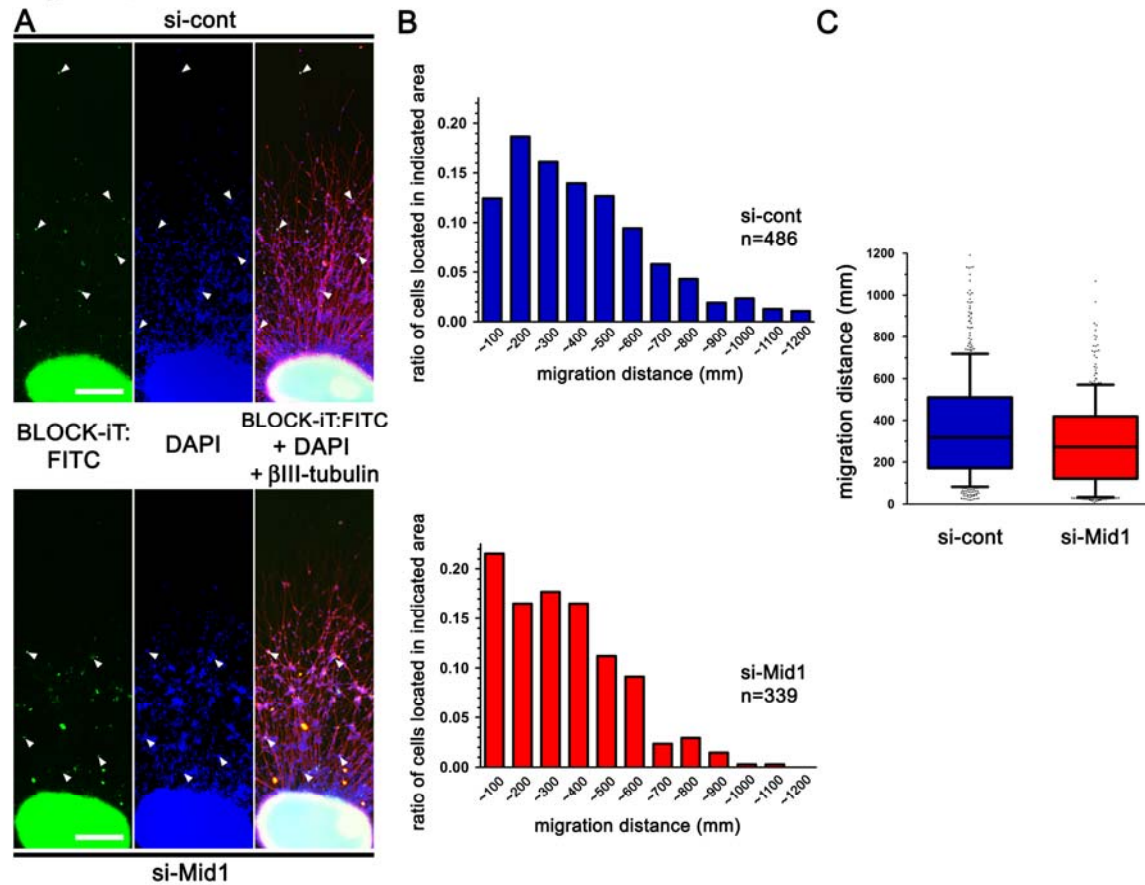 A
si-cont
BLOCK-iT:
FITC
DAPI
BLOCK-iT:FITC
+ DAPI
+ βIII-tubulin
si-Mid1
B
ratio of cells located in indicated area
0.20
0.15
0.10
0.05
0.00
si-cont
n=486
~100
~200
~300
~400
~500
~600
~700
~800
~900
~1000
~1100
~1200
migration distance (mm)
ratio of cells located in indicated area
0.20
0.15
0.10
0.05
0.00
si-Mid1
n=339
~100
~200
~300
~400
~500
~600
~700
~800
~900
~1000
~1100
~1200
migration distance (mm)
C
migration distance (mm)
1200
1000
800
600
400
200
0
si-cont
si-Mid1